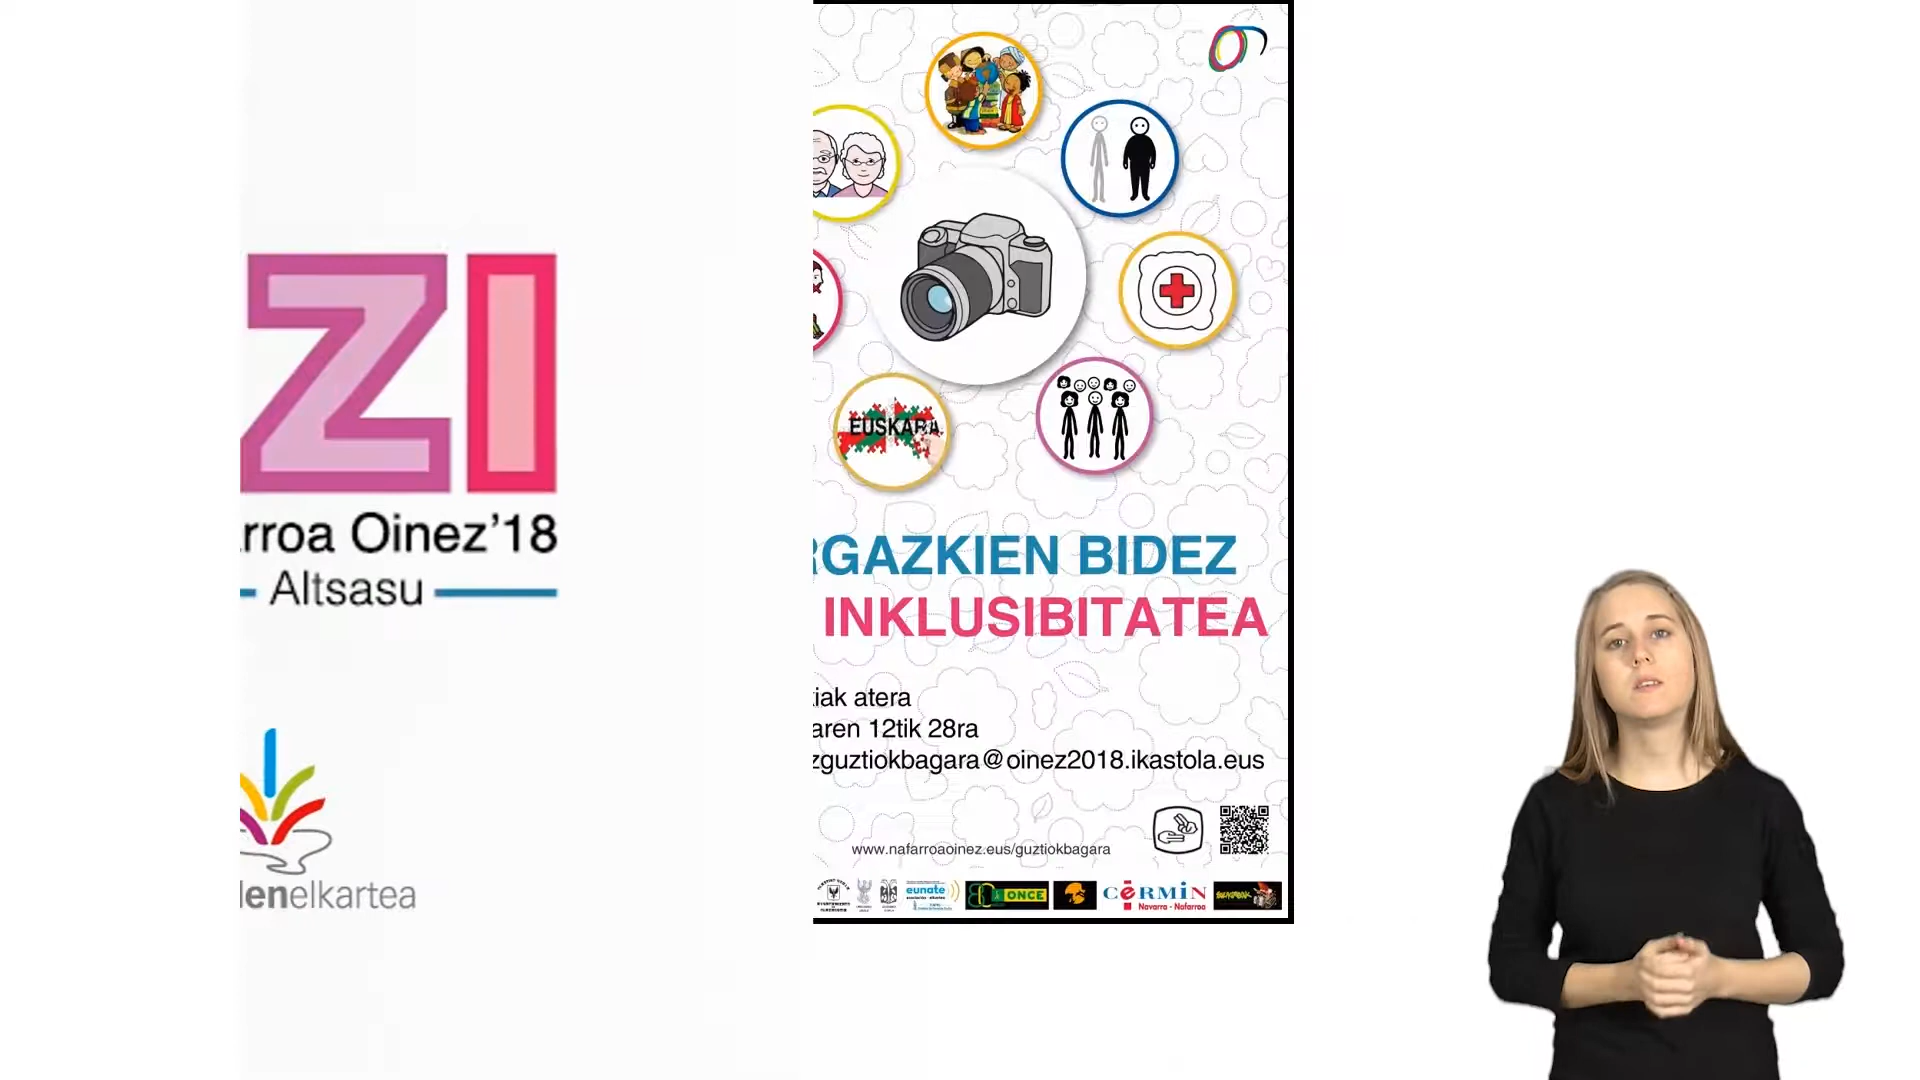 ZI
rroa Oinez'18
Altsasu
denelkartea
EUSKARA
RGAZKIEN BIDEZ
INKLUSIBITATEA
iak atera
aren 12tik 28ra
zguztiokbagara@oinez2018.ikastola.eus
www.nafarroaoinez.eus/guztiokbagara
eunate
ONCE
CERMIN
Navarra - Nafarroa